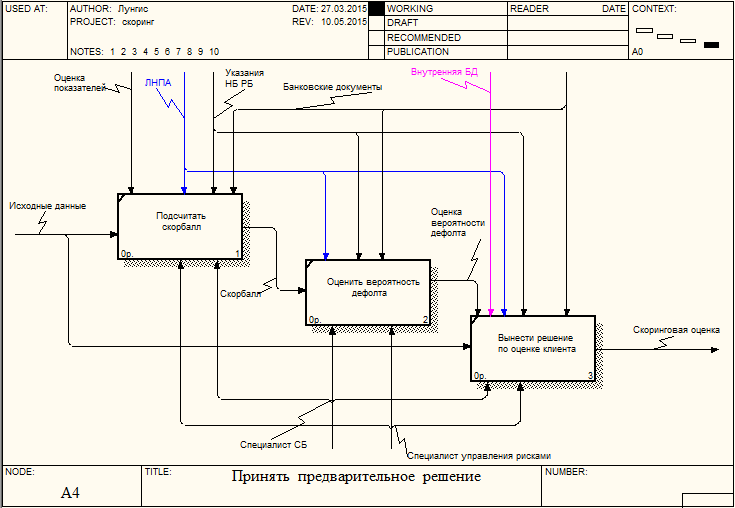 USED AT:
AUTHOR: Лунгис
DATE: 27.03.2015
PROJECT: скоринг
REV: 10.05.2015
NOTES: 1 2 3 4 5 6 7 8 9 10
WORKING
DRAFT
RECOMMENDED
PUBLICATION
READER
DATE
CONTEXT:
A0
Оценка
показателей
ЛНПА
Указания
НБ РБ
Банковские документы
Внутренняя БД
Исходные данные
Подсчитать
скорбалл
0р.
1
Скорбалл
Оценить вероятность
дефолта
0р.
2
Оценка
вероятности
дефолта
Вынести решение
по оценке клиента
0р.
3
Скоринговая оценка
Специалист СБ
Специалист управления рисками
NODE:
A4
TITLE:
Принять предварительное решение
NUMBER: